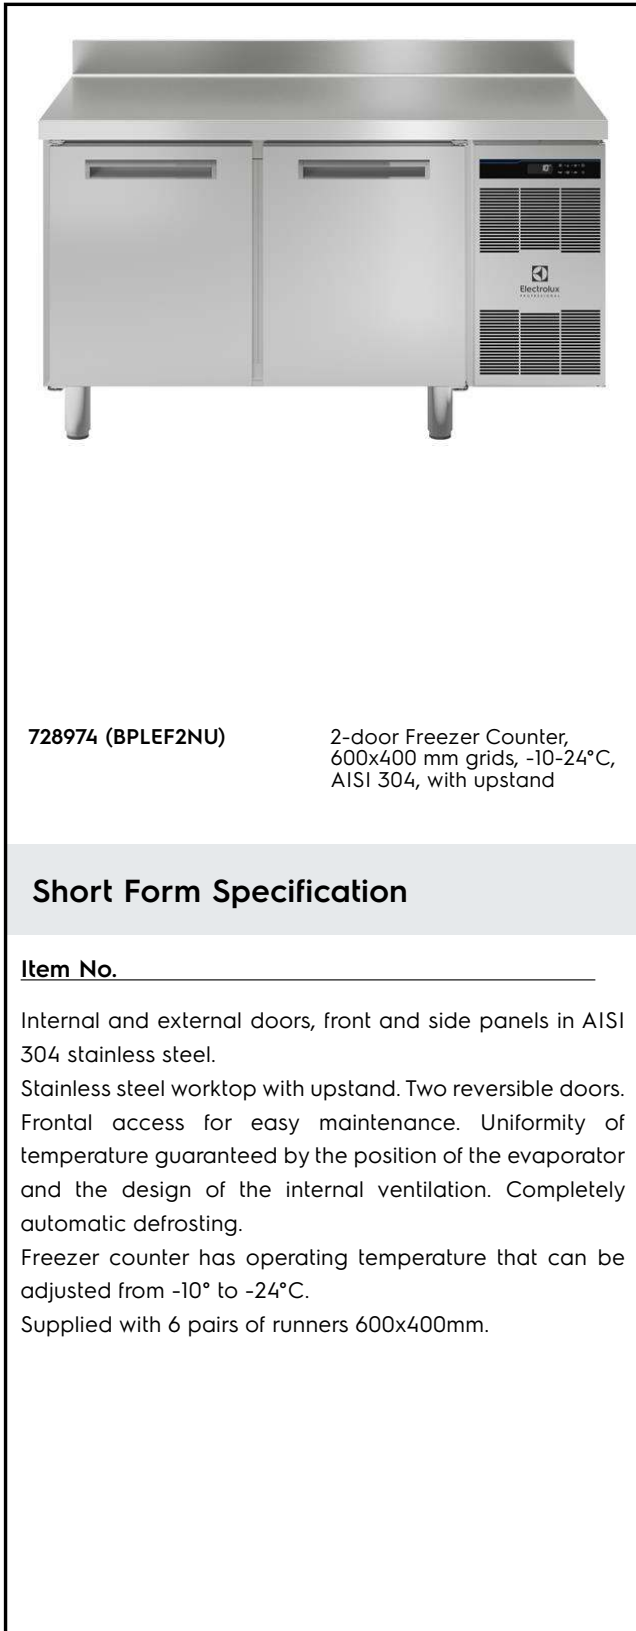 10
Electrolux
PROFESSIONAL
728974 (BPLEF2NU)
2-door Freezer Counter,
600x400 mm grids, -10-24°C,
AISI 304, with upstand
Short Form Specification
Item No.
Internal and external doors, front and side panels in AISI
304 stainless steel.
Stainless steel worktop with upstand. Two reversible doors.
Frontal access for easy maintenance. Uniformity of
temperature guaranteed by the position of the evaporator
and the design of the internal ventilation. Completely
automatic defrosting.
Freezer counter has operating temperature that can be
adjusted from -10° to -24°C.
Supplied with 6 pairs of runners 600x400mm.